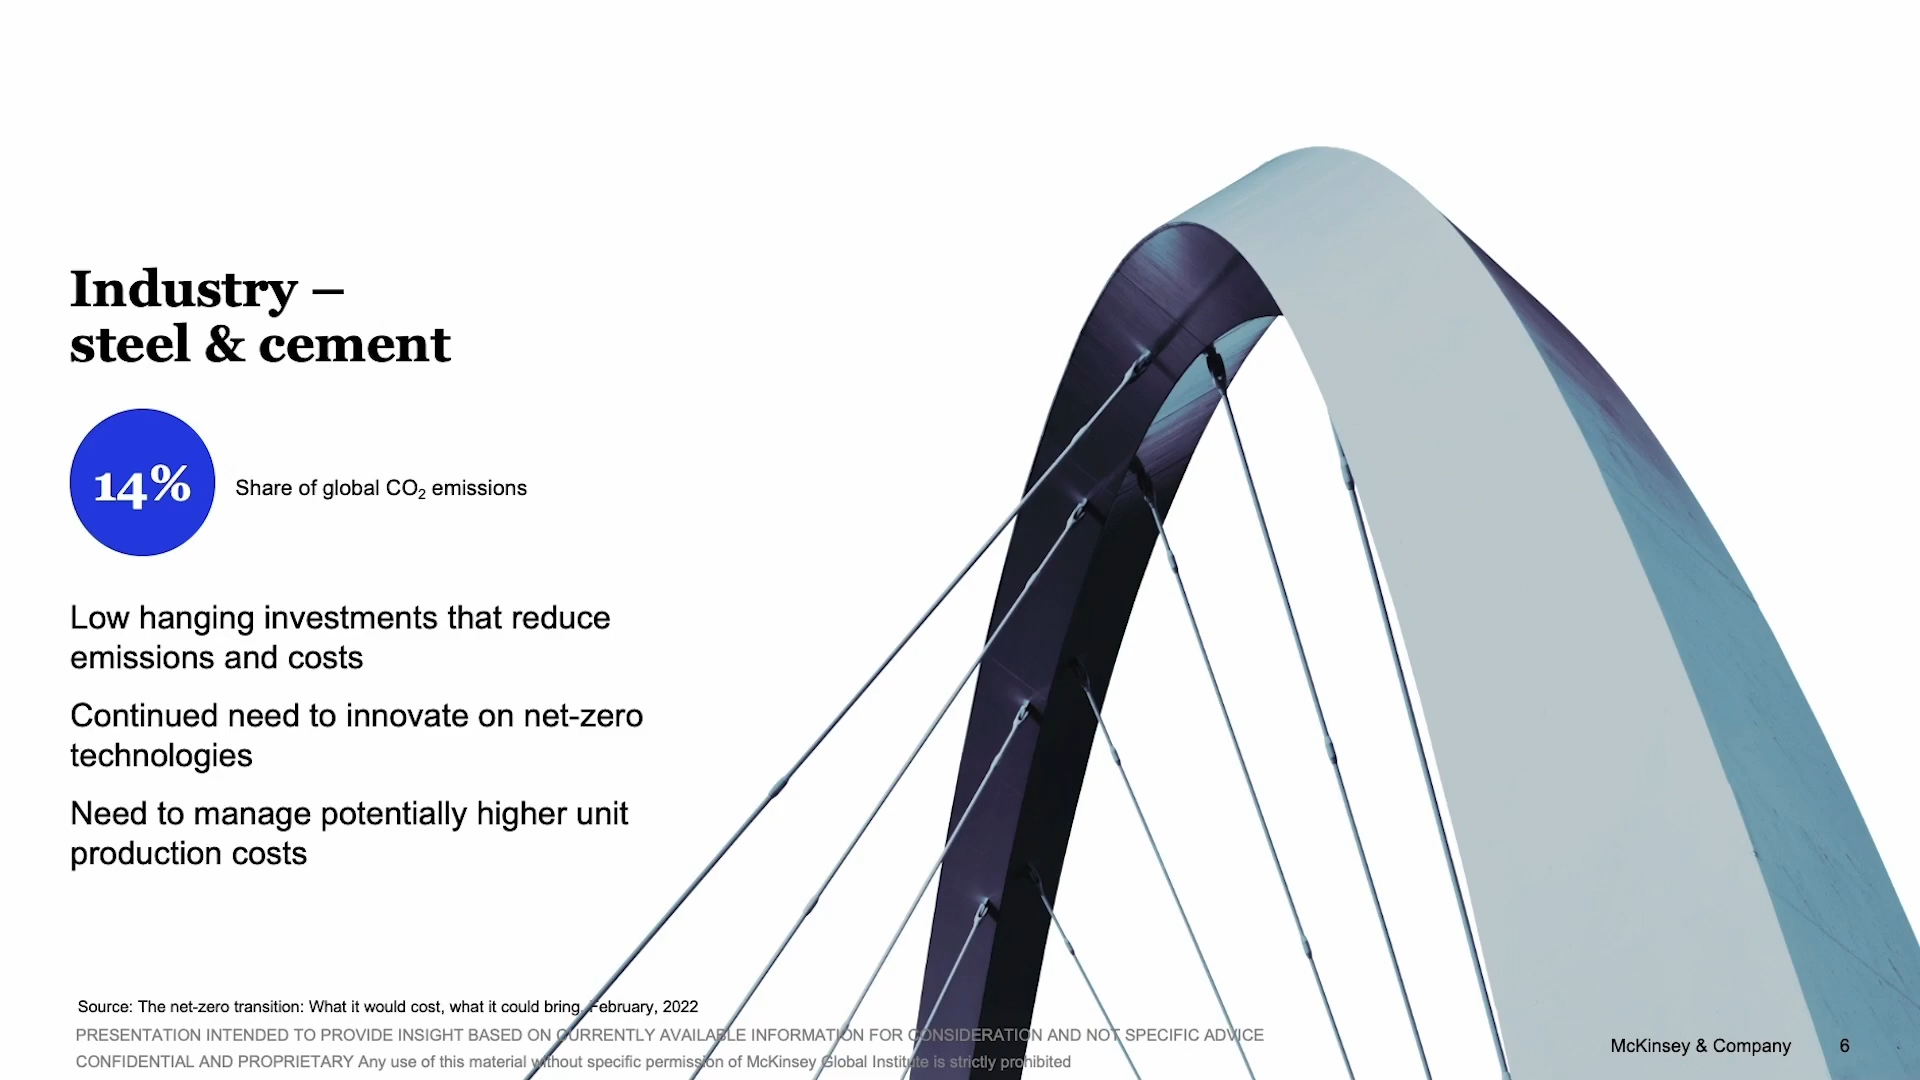 Industry –
steel & cement
14%
Share of global CO₂ emissions
Low hanging investments that reduce
emissions and costs
Continued need to innovate on net-zero
technologies
Need to manage potentially higher unit
production costs
Source: The net-zero transition: What it would cost, what it could bring, February, 2022
PRESENTATION INTENDED TO PROVIDE INSIGHT BASED ON CURRENTLY AVAILABLE INFORMATION FOR CONSIDERATION AND NOT SPECIFIC ADVICE
CONFIDENTIAL AND PROPRIETARY Any use of this material without specific permission of McKinsey Global Institute is strictly prohibited
McKinsey & Company 6